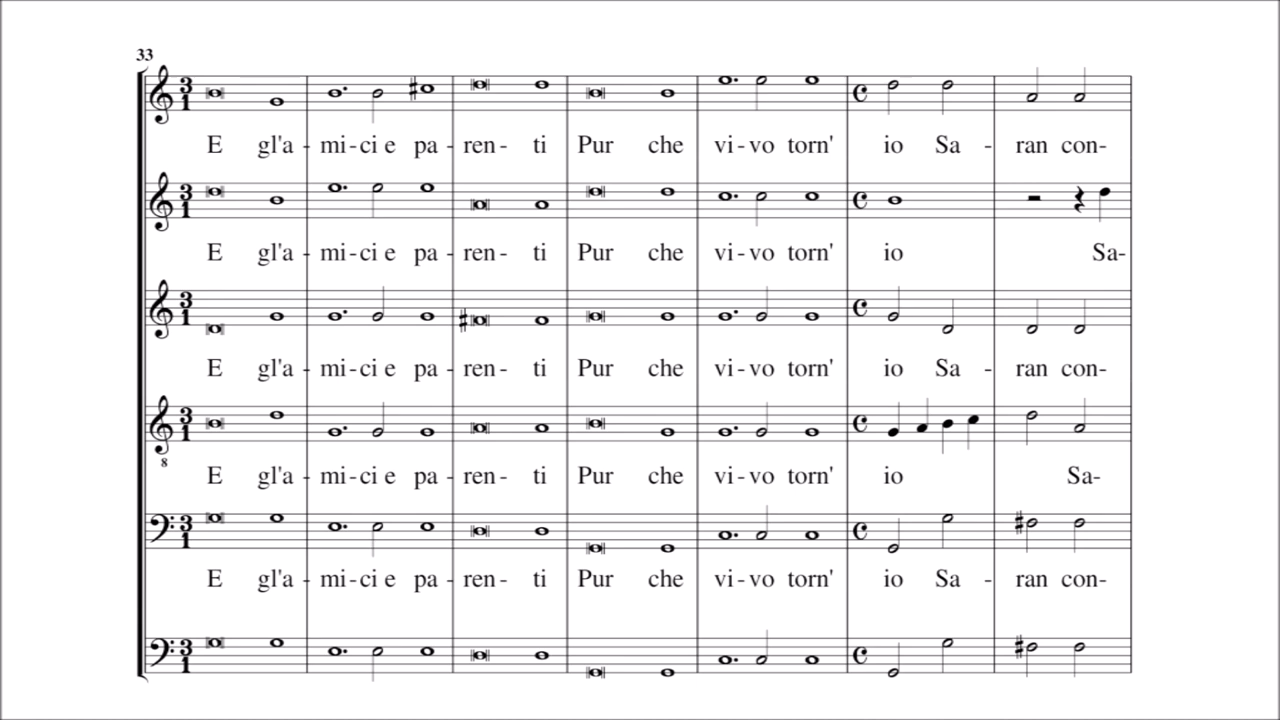 33
E gl'a - mi - ci e pa - ren - ti Pur che vi - vo torn' io Sa - ran con-
E gl'a - mi - ci e pa - ren - ti Pur che vi - vo torn' io Sa-
E gl'a - mi - ci e pa - ren - ti Pur che vi - vo torn' io Sa - ran con-
8
E gl'a - mi - ci e pa - ren - ti Pur che vi - vo torn' io Sa-
E gl'a - mi - ci e pa - ren - ti Pur che vi - vo torn' io Sa - ran con-